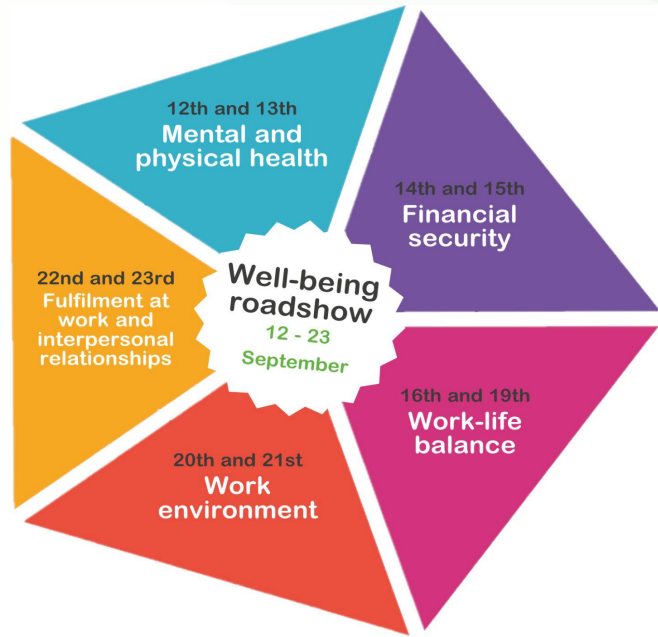 12th and 13th
Mental and
physical health
14th and 15th
Financial
security
16th and 19th
Work-life
balance
20th and 21st
Work
environment
22nd and 23rd
Fulfilment at
work and
interpersonal
relationships
Well-being
roadshow
12 - 23
September